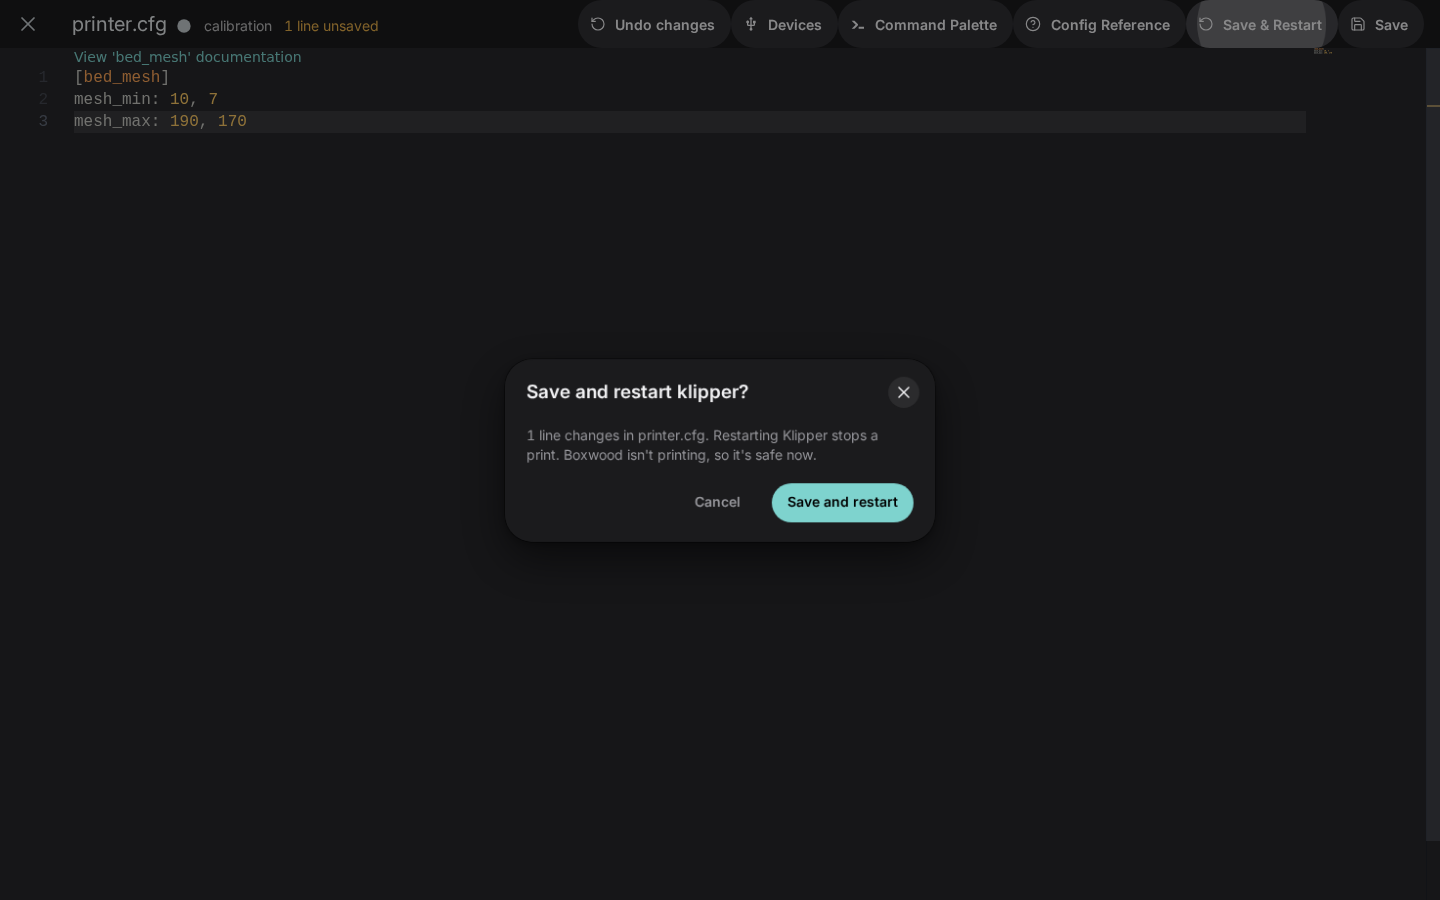 printer.cfg calibration 1 line unsaved Undo changes Devices Command Palette Config Reference Save & Restart Save
View 'bed_mesh' documentation
1 [bed_mesh]
2 mesh_min: 10, 7
3 mesh_max: 190, 170
Save and restart klipper?
1 line changes in printer.cfg. Restarting Klipper stops a
print. Boxwood isn't printing, so it's safe now.
Cancel Save and restart